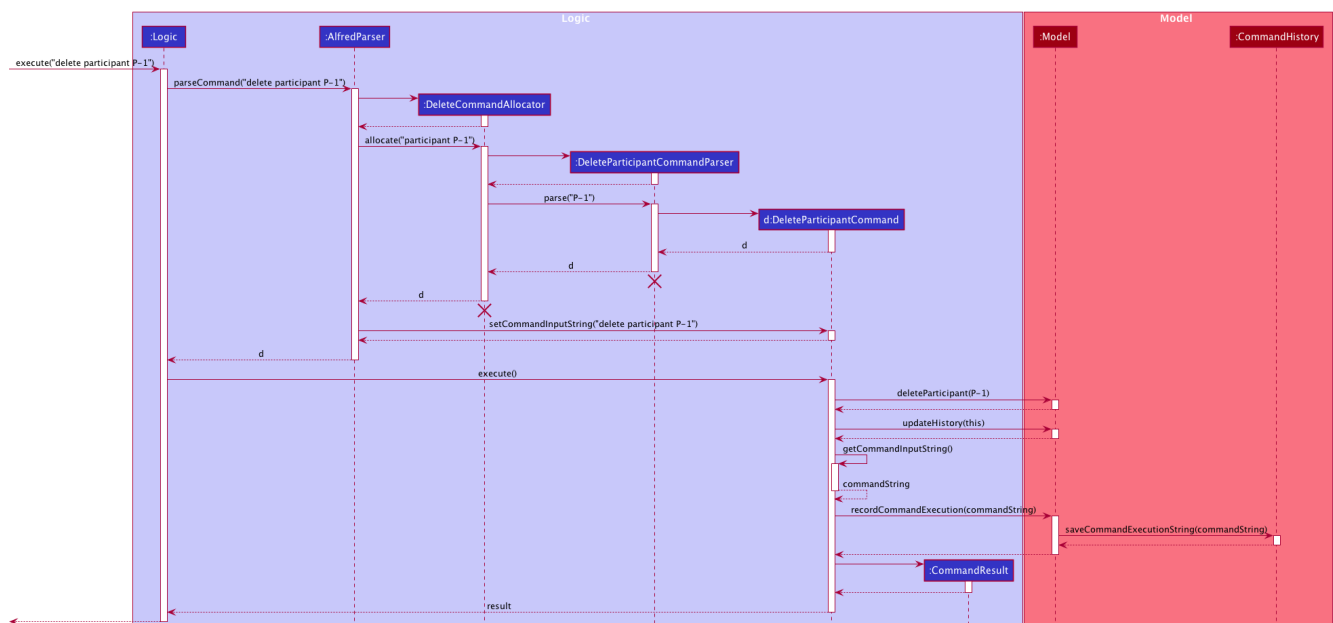 Logic
Model
:Logic
:AlfredParser
:Model
:CommandHistory
execute("delete participant P-1")
parseCommand("delete participant P-1")
:DeleteCommandAllocator
allocate("participant P-1")
:DeleteParticipantCommandParser
parse("P-1")
d:DeleteParticipantCommand
d
d
d
setCommandInputString("delete participant P-1")
d
execute()
deleteParticipant(P-1)
updateHistory(this)
getCommandInputString()
commandString
recordCommandExecution(commandString)
saveCommandExecutionString(commandString)
:CommandResult
result